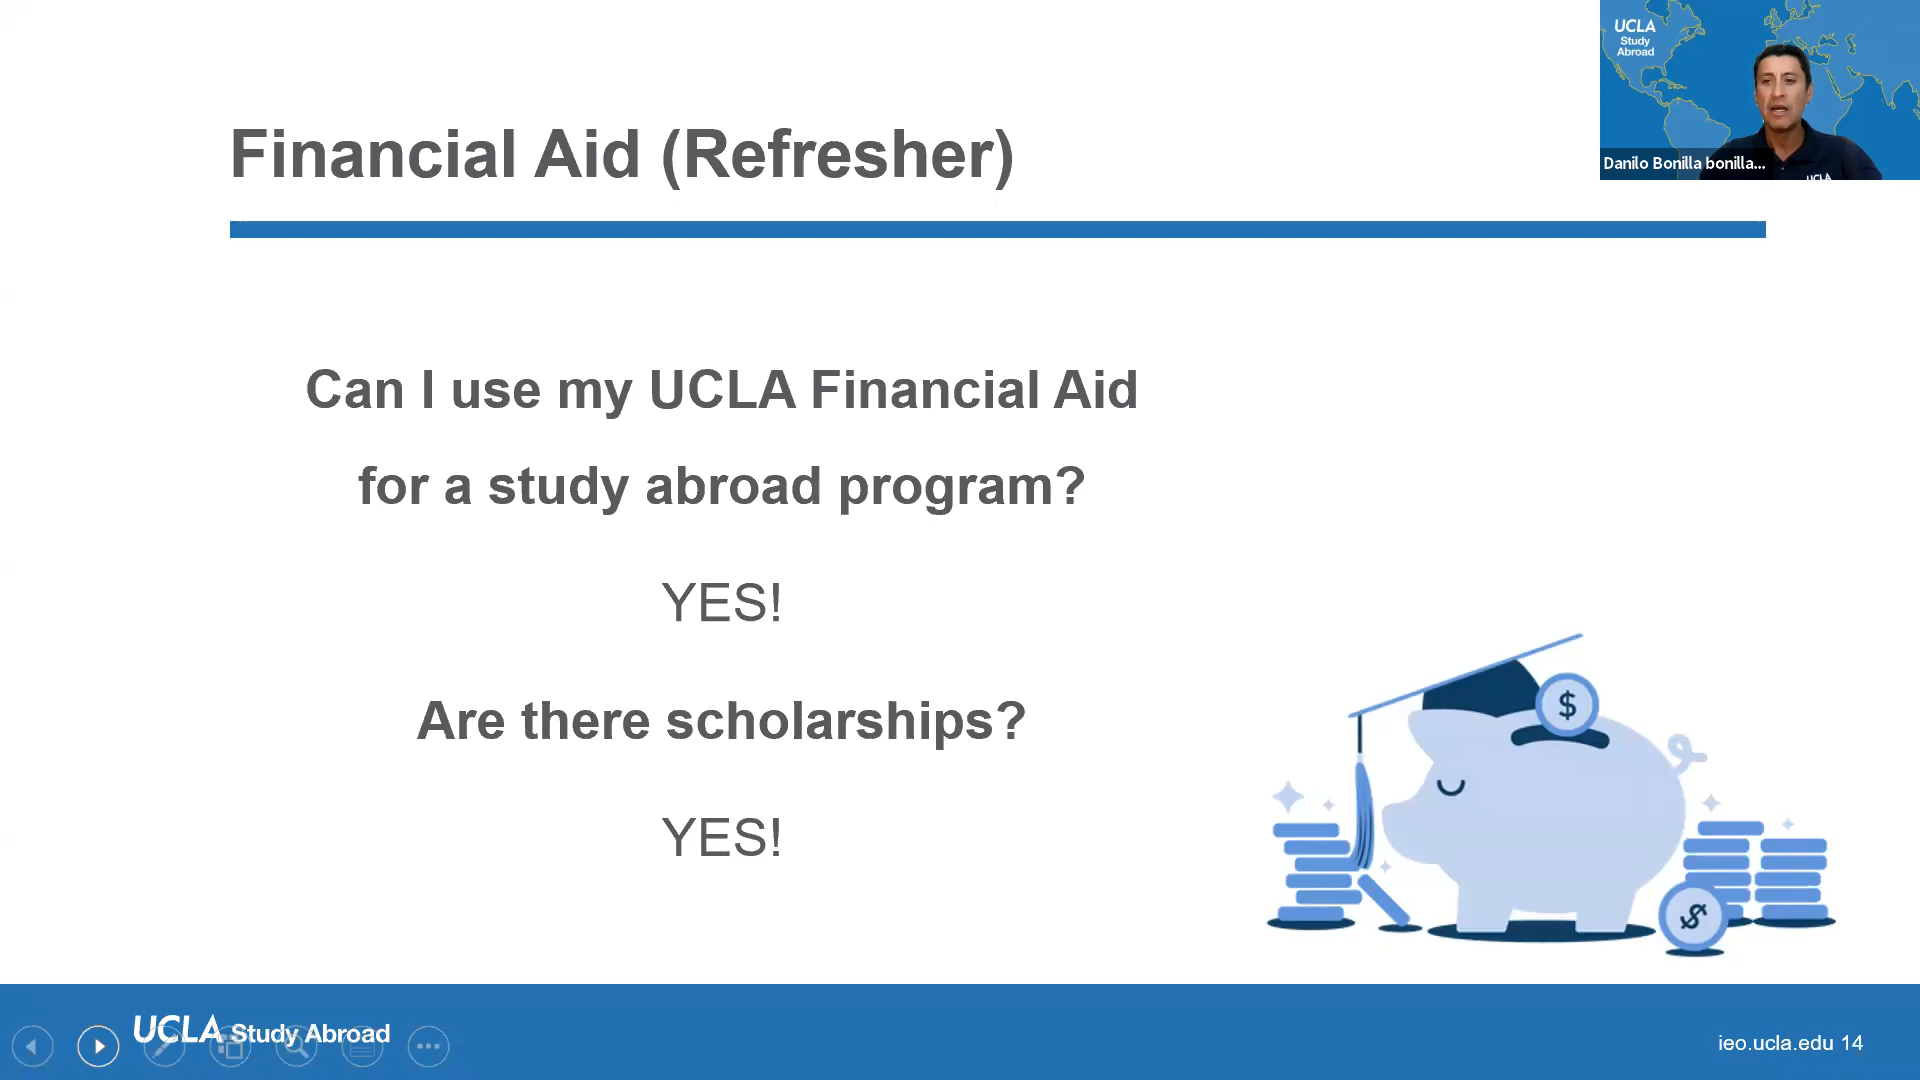 Financial Aid (Refresher)
UCLA
Study
Abroad
Danilo Bonilla bonilla...
UCLA
Can I use my UCLA Financial Aid
for a study abroad program?
YES!
Are there scholarships?
YES!
$
$
UCLA Study Abroad
ieo.ucla.edu 14